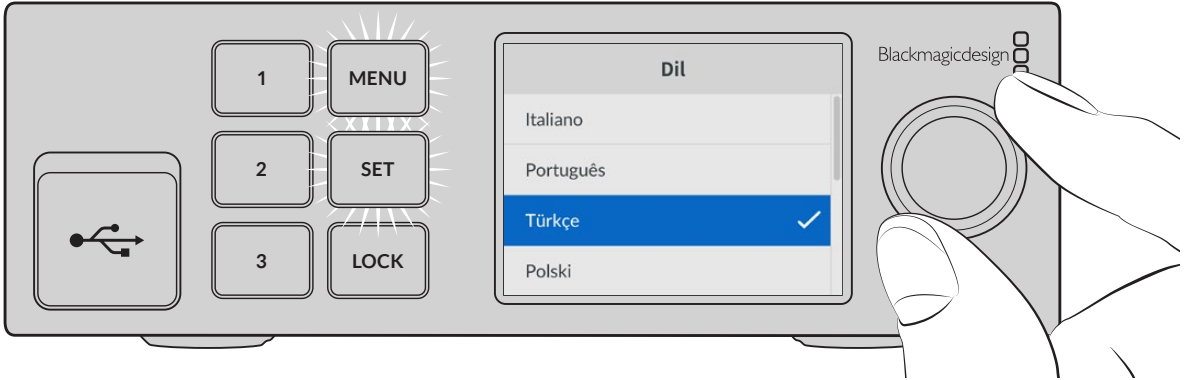 1
MENU
2
SET
3
LOCK
Dil
Italiano
Português
Türkçe
Polski
Blackmagicdesign